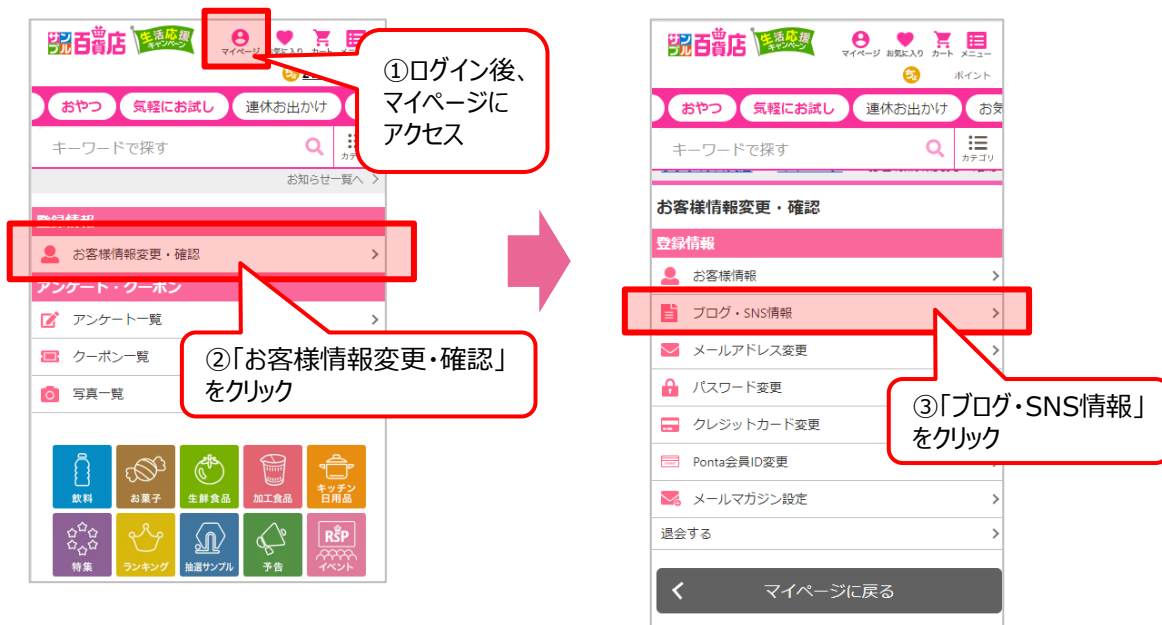 サンプル百貨店
生活応援
キャンペーン
マイページ
お気に入り
カート
おやつ
気軽にお試し
連休お出かけ
キーワードで探す
お知らせ一覧へ
登録情報
お客様情報変更・確認
アンケート・クーポン
アンケート一覧
クーポン一覧
写真一覧
飲料
お菓子
生鮮食品
加工食品
キッチン
日用品
特集
ランキング
抽選サンプル
予告
RSP
イベント
①ログイン後、
マイページに
アクセス
②「お客様情報変更・確認」
をクリック
サンプル百貨店
生活応援
キャンペーン
マイページ
お気に入り
カート
メニュー
ポイント
おやつ
気軽にお試し
連休お出かけ
お気
キーワードで探す
カテゴリ
お客様情報変更・確認
登録情報
お客様情報
ブログ・SNS情報
メールアドレス変更
パスワード変更
クレジットカード変更
Ponta会員ID変更
メールマガジン設定
退会する
マイページに戻る
③「ブログ・SNS情報」
をクリック